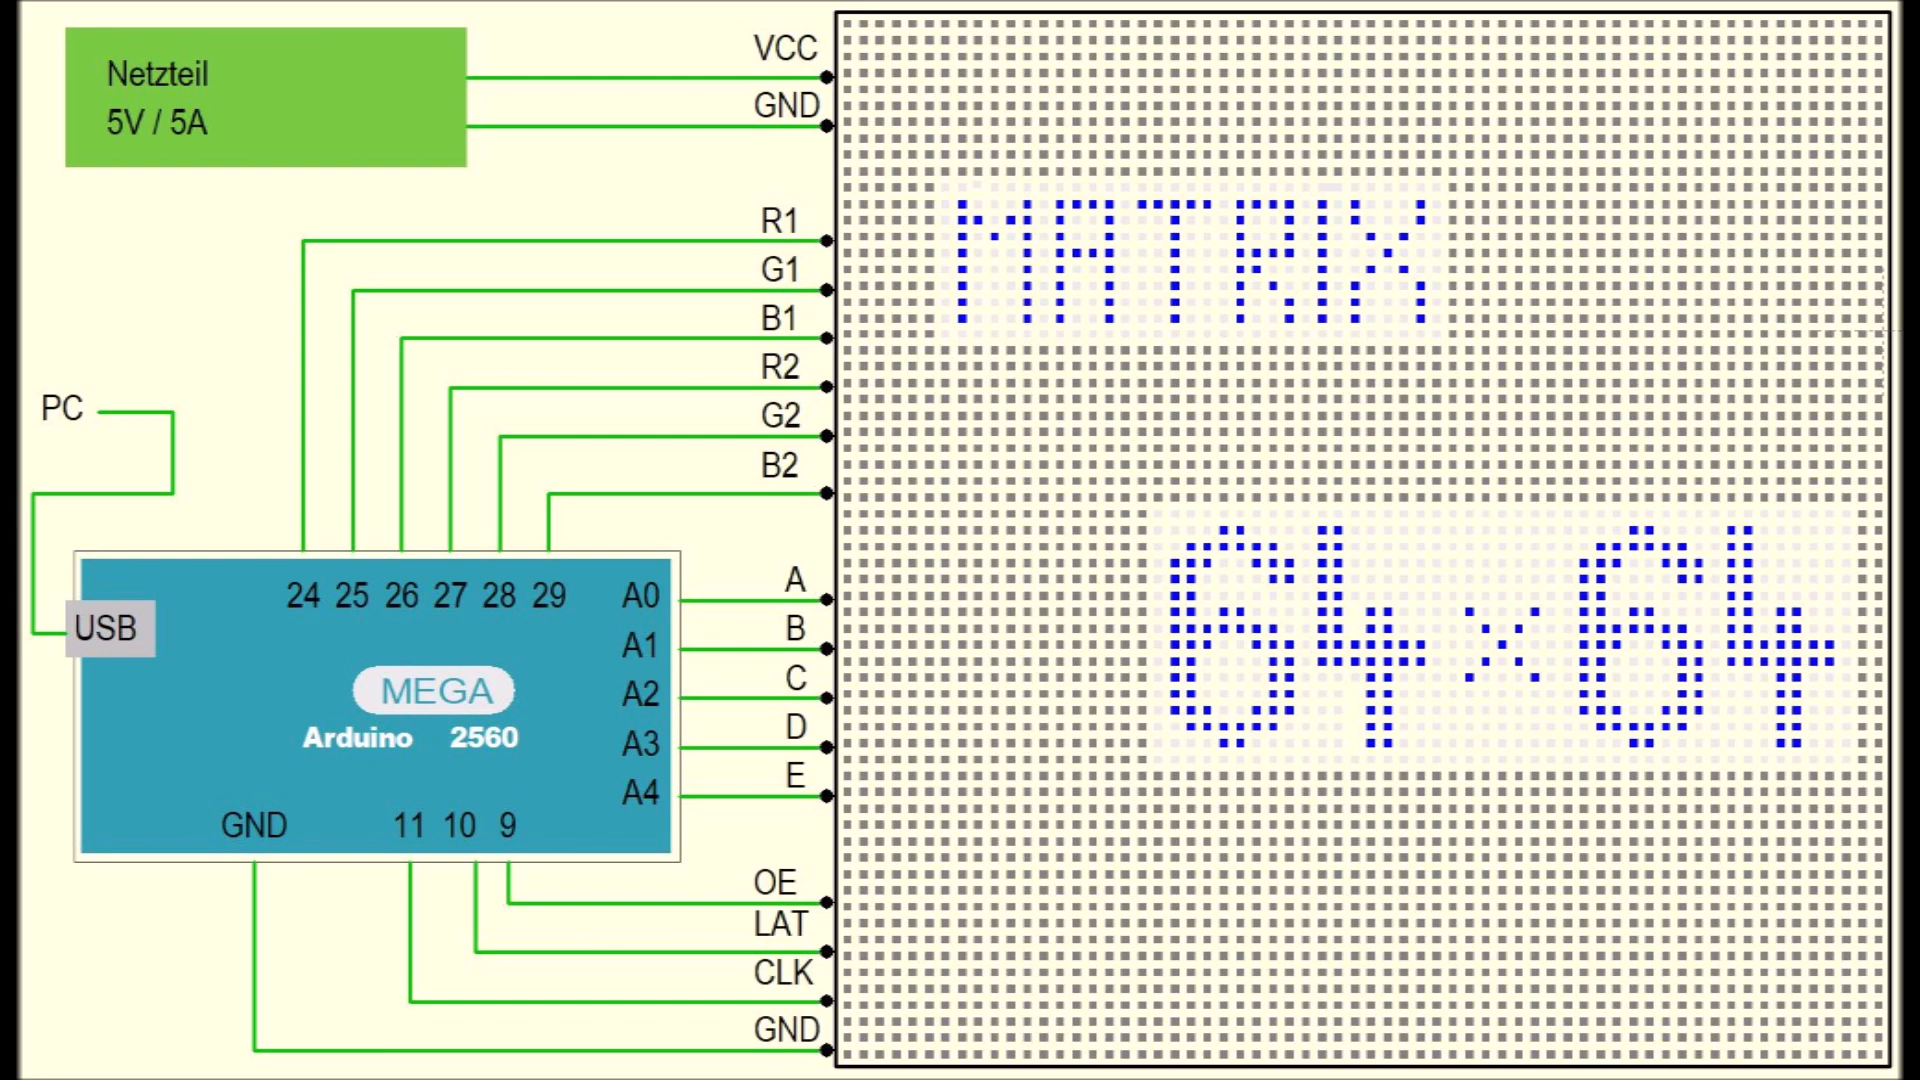 Netzteil
5V / 5A
VCC
GND
R1
G1
B1
R2
G2
B2
MATRIX
PC
USB
24 25 26 27 28 29
A0 A
A1 B
A2 C
A3 D
A4 E
64x64
MEGA
Arduino 2560
GND 11 10 9
OE
LAT
CLK
GND